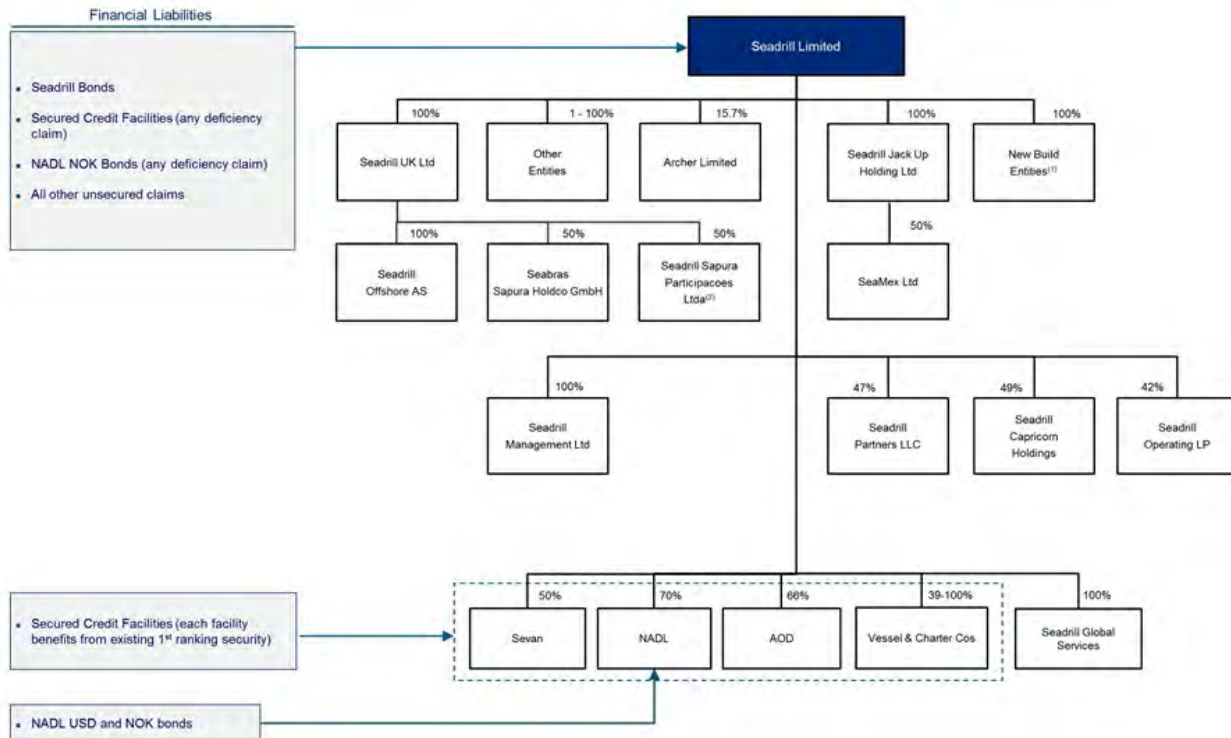 Financial Liabilities
Seadrill Limited
▪ Seadrill Bonds
▪ Secured Credit Facilities (any deficiency
claim)
▪ NADL NOK Bonds (any deficiency claim)
▪ All other unsecured claims
100%
Seadrill UK Ltd
1 - 100%
Other
Entities
15.7%
Archer Limited
100%
Seadrill Jack Up
Holding Ltd
100%
New Build
Entities(1)
100%
Seadrill
Offshore AS
50%
Seabras
Sapura Holdco GmbH
50%
Seadrill Sapura
Participacoes
Ltda(2)
50%
SeaMex Ltd
100%
Seadrill
Management Ltd
47%
Seadrill
Partners LLC
49%
Seadrill
Capricorn
Holdings
42%
Seadrill
Operating LP
▪ Secured Credit Facilities (each facility
benefits from existing 1st ranking security)
50%
Sevan
70%
NADL
66%
AOD
39-100%
Vessel & Charter Cos
100%
Seadrill Global
Services
▪ NADL USD and NOK bonds